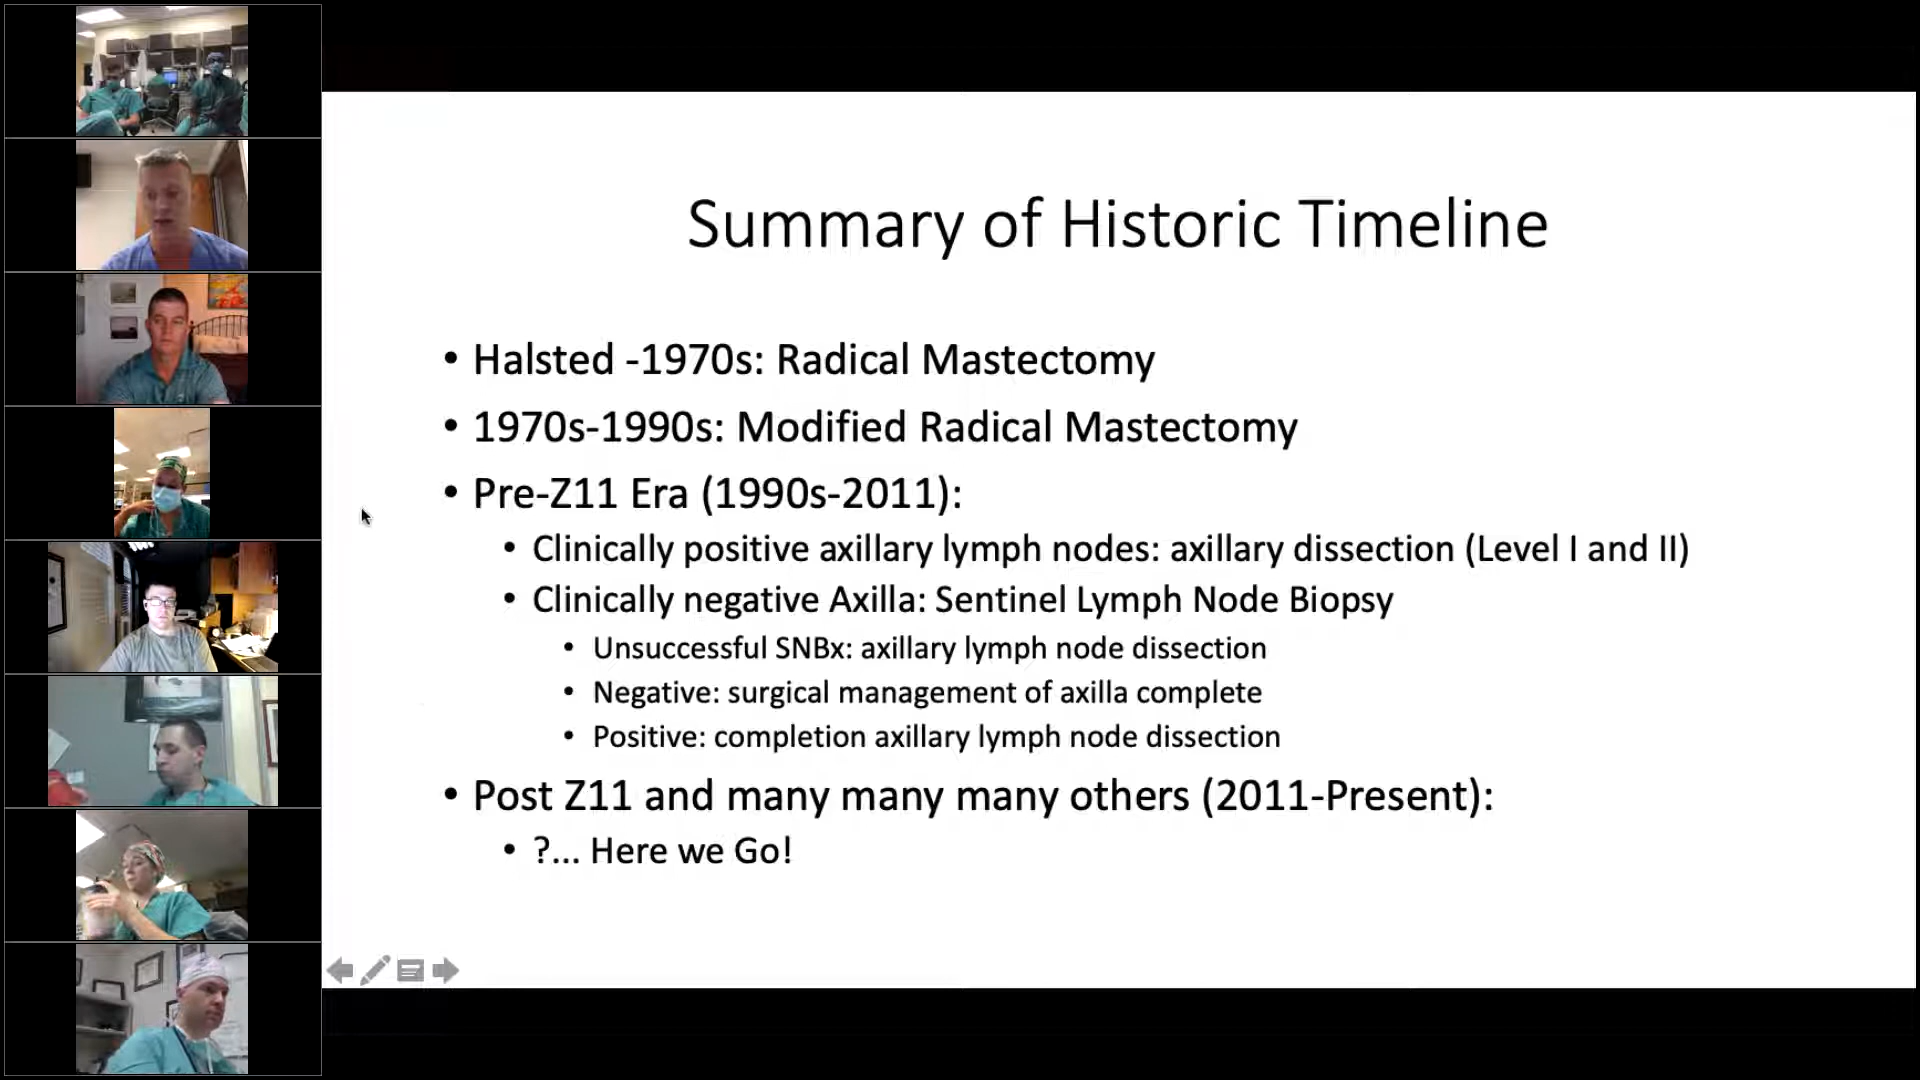 Summary of Historic Timeline
• Halsted -1970s: Radical Mastectomy
• 1970s-1990s: Modified Radical Mastectomy
• Pre-Z11 Era (1990s-2011):
• Clinically positive axillary lymph nodes: axillary dissection (Level I and II)
• Clinically negative Axilla: Sentinel Lymph Node Biopsy
• Unsuccessful SNBx: axillary lymph node dissection
• Negative: surgical management of axilla complete
• Positive: completion axillary lymph node dissection
• Post Z11 and many many many others (2011-Present):
• ?... Here we Go!